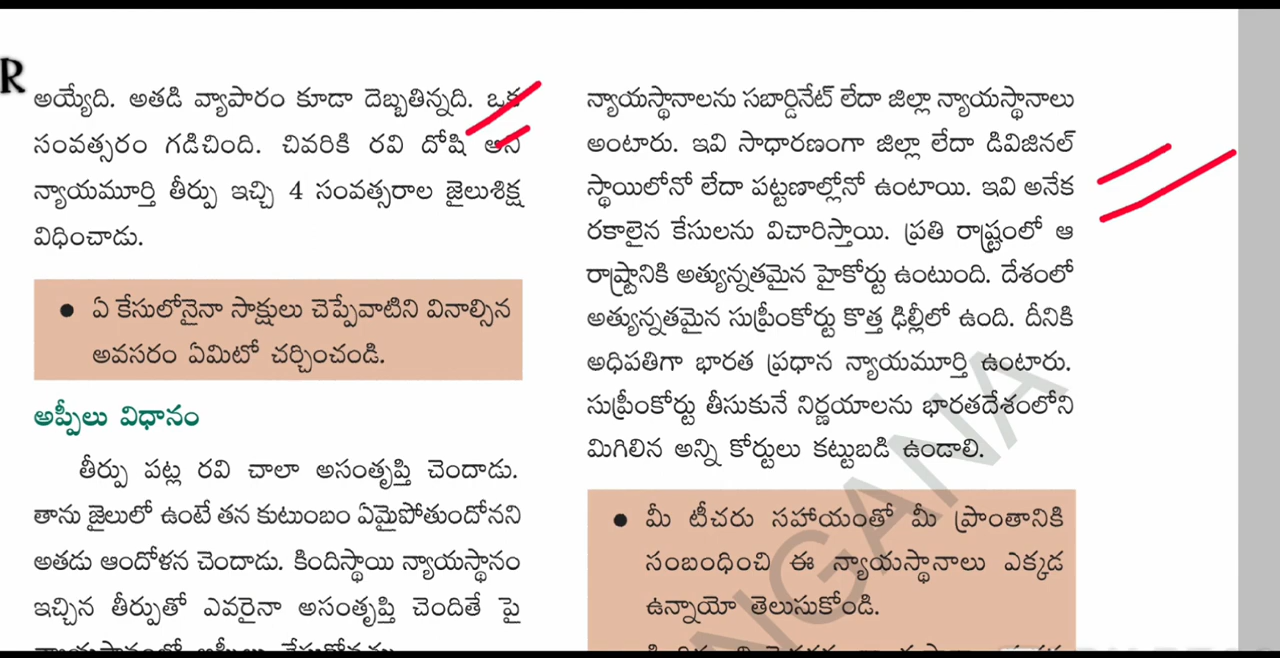 R
అయ్యేది. అతడి వ్యాపారం కూడా దెబ్బతిన్నది. ఒక
సంవత్సరం గడిచింది. చివరికి రవి దోషి అని
న్యాయమూర్తి తీర్పు ఇచ్చి 4 సంవత్సరాల జైలుశిక్ష
విధించాడు.
● ఏ కేసులోనైనా సాక్షులు చెప్పేవాటిని వినాల్సిన
అవసరం ఏమిటో చర్చించండి.
అప్పీలు విధానం
తీర్పు పట్ల రవి చాలా అసంతృప్తి చెందాడు.
తాను జైలులో ఉంటే తన కుటుంబం ఏమైపోతుందోనని
అతడు ఆందోళన చెందాడు. కిందిస్థాయి న్యాయస్థానం
ఇచ్చిన తీర్పుతో ఎవరైనా అసంతృప్తి చెందితే పై
న్యాయస్థానాలను సబార్డినేట్ లేదా జిల్లా న్యాయస్థానాలు
అంటారు. ఇవి సాధారణంగా జిల్లా లేదా డివిజినల్
స్థాయిలోనో లేదా పట్టణాల్లోనో ఉంటాయి. ఇవి అనేక
రకాలైన కేసులను విచారిస్తాయి. ప్రతి రాష్ట్రంలో ఆ
రాష్ట్రానికి అత్యున్నతమైన హైకోర్టు ఉంటుంది. దేశంలో
అత్యున్నతమైన సుప్రీంకోర్టు కొత్త ఢిల్లీలో ఉంది. దీనికి
అధిపతిగా భారత ప్రధాన న్యాయమూర్తి ఉంటారు.
సుప్రీంకోర్టు తీసుకునే నిర్ణయాలను భారతదేశంలోని
మిగిలిన అన్ని కోర్టులు కట్టుబడి ఉండాలి.
● మీ టీచరు సహాయంతో మీ ప్రాంతానికి
సంబంధించి ఈ న్యాయస్థానాలు ఎక్కడ
ఉన్నాయో తెలుసుకోండి.
NGANA